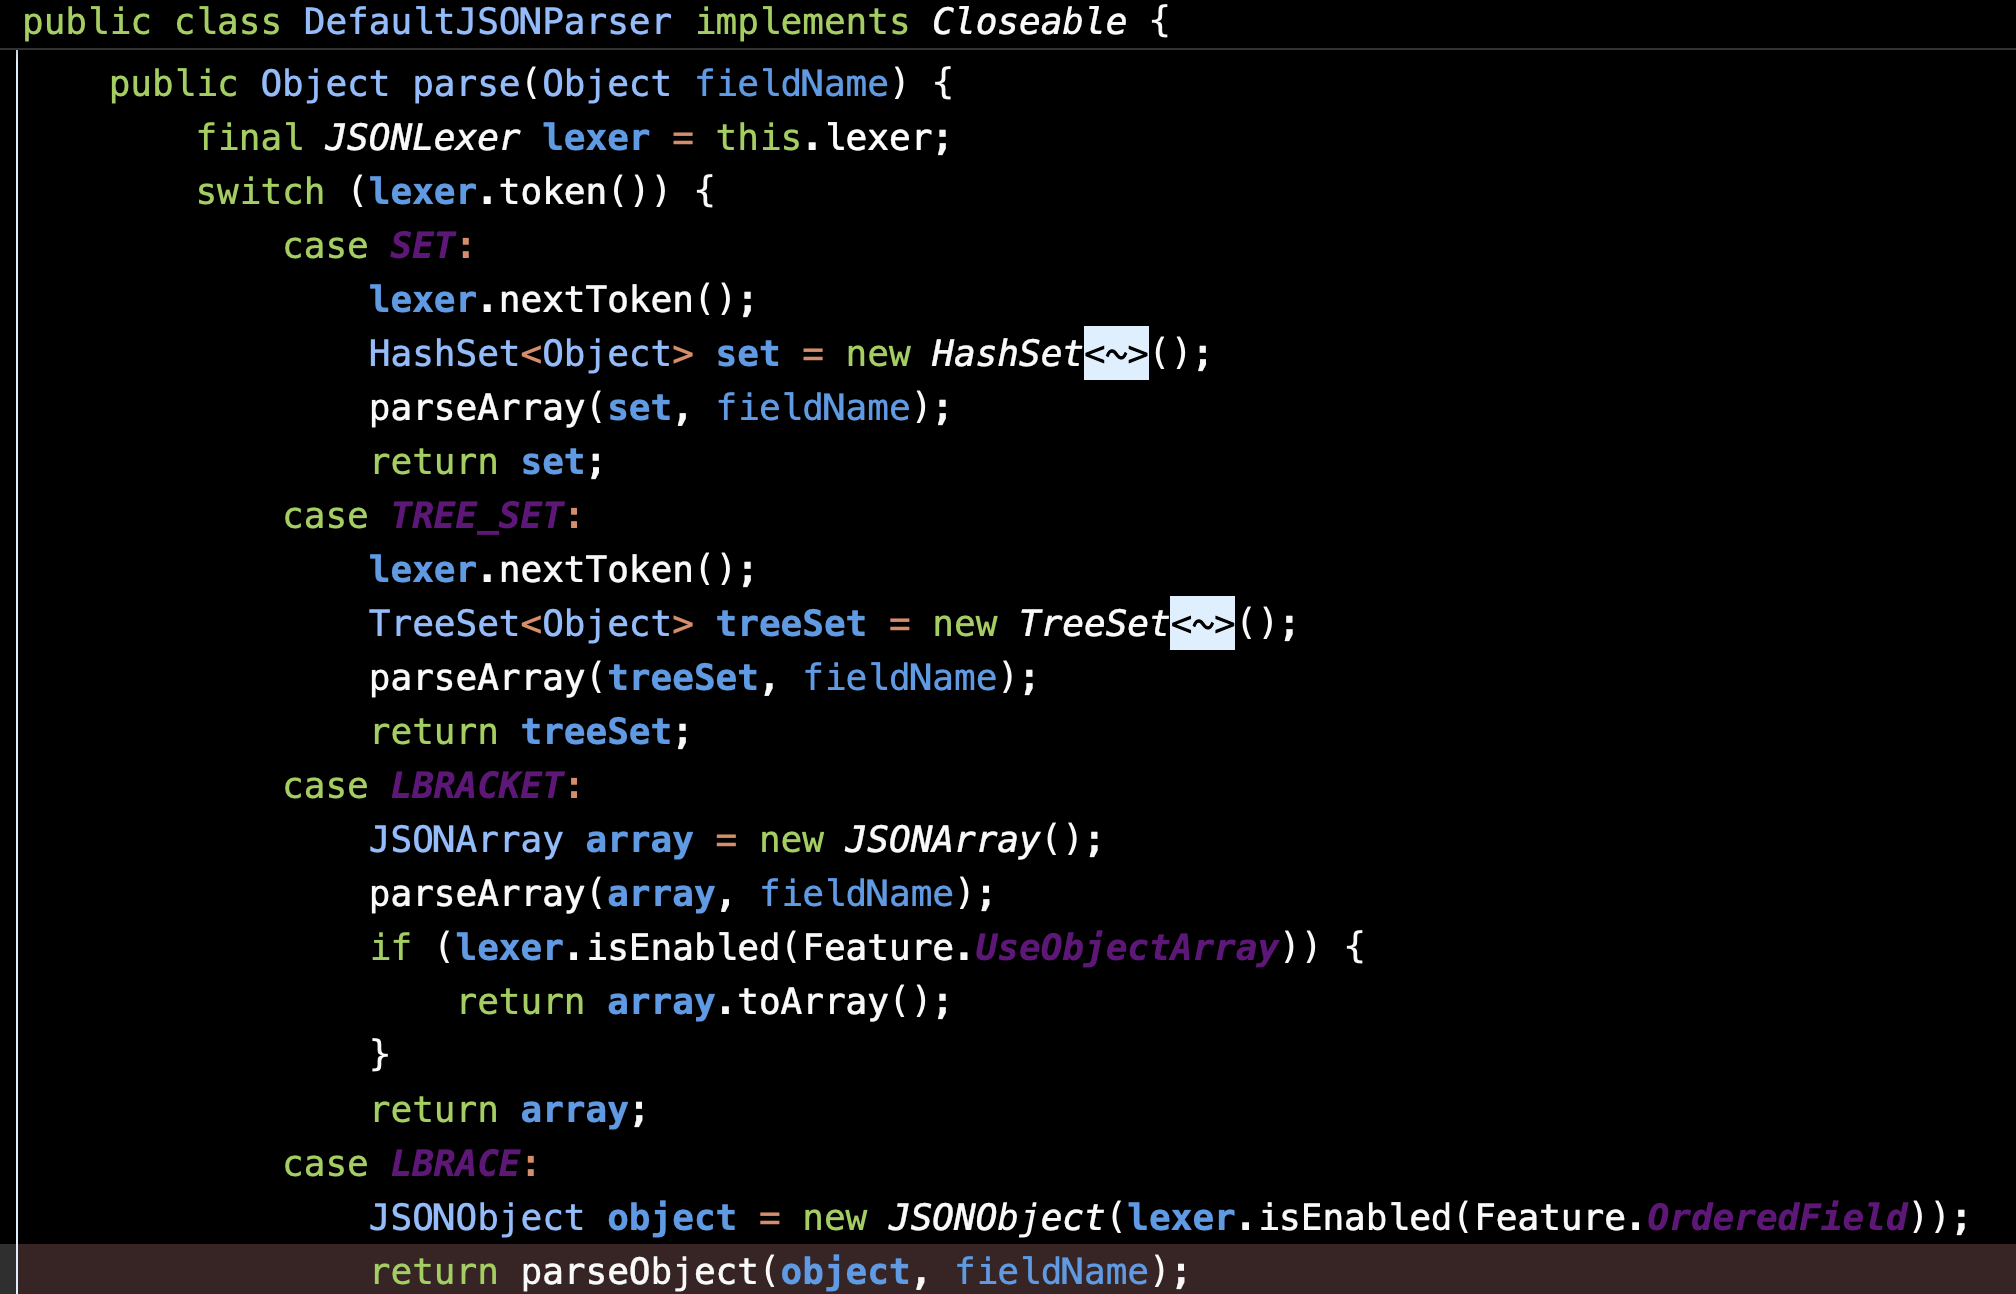 public class DefaultJSONParser implements Closeable {
public Object parse(Object fieldName) {
final JSONLexer lexer = this.lexer;
switch (lexer.token()) {
case SET:
lexer.nextToken();
HashSet<Object> set = new HashSet<~>();
parseArray(set, fieldName);
return set;
case TREE_SET:
lexer.nextToken();
TreeSet<Object> treeSet = new TreeSet<~>();
parseArray(treeSet, fieldName);
return treeSet;
case LBRACKET:
JSONArray array = new JSONArray();
parseArray(array, fieldName);
if (lexer.isEnabled(Feature.UseObjectArray)) {
return array.toArray();
}
return array;
case LBRACE:
JSONObject object = new JSONObject(lexer.isEnabled(Feature.OrderedField));
return parseObject(object, fieldName);